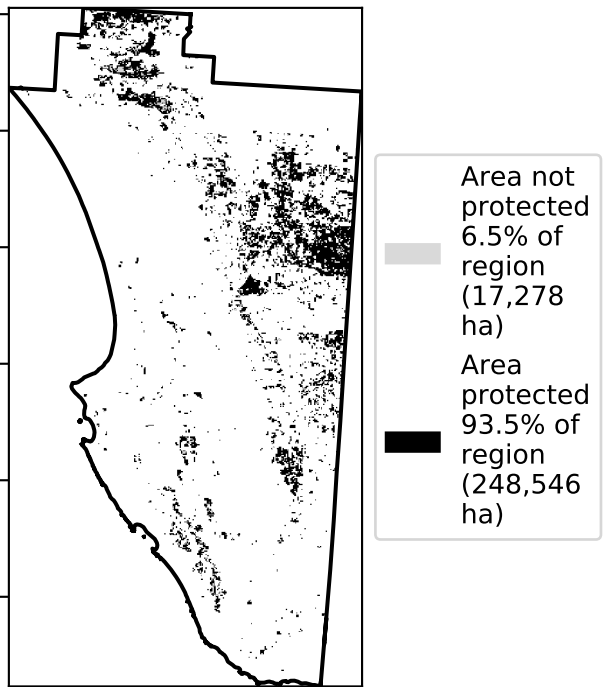 Area not
protected
6.5% of
region
(17,278
ha)
Area
protected
93.5% of
region
(248,546
ha)